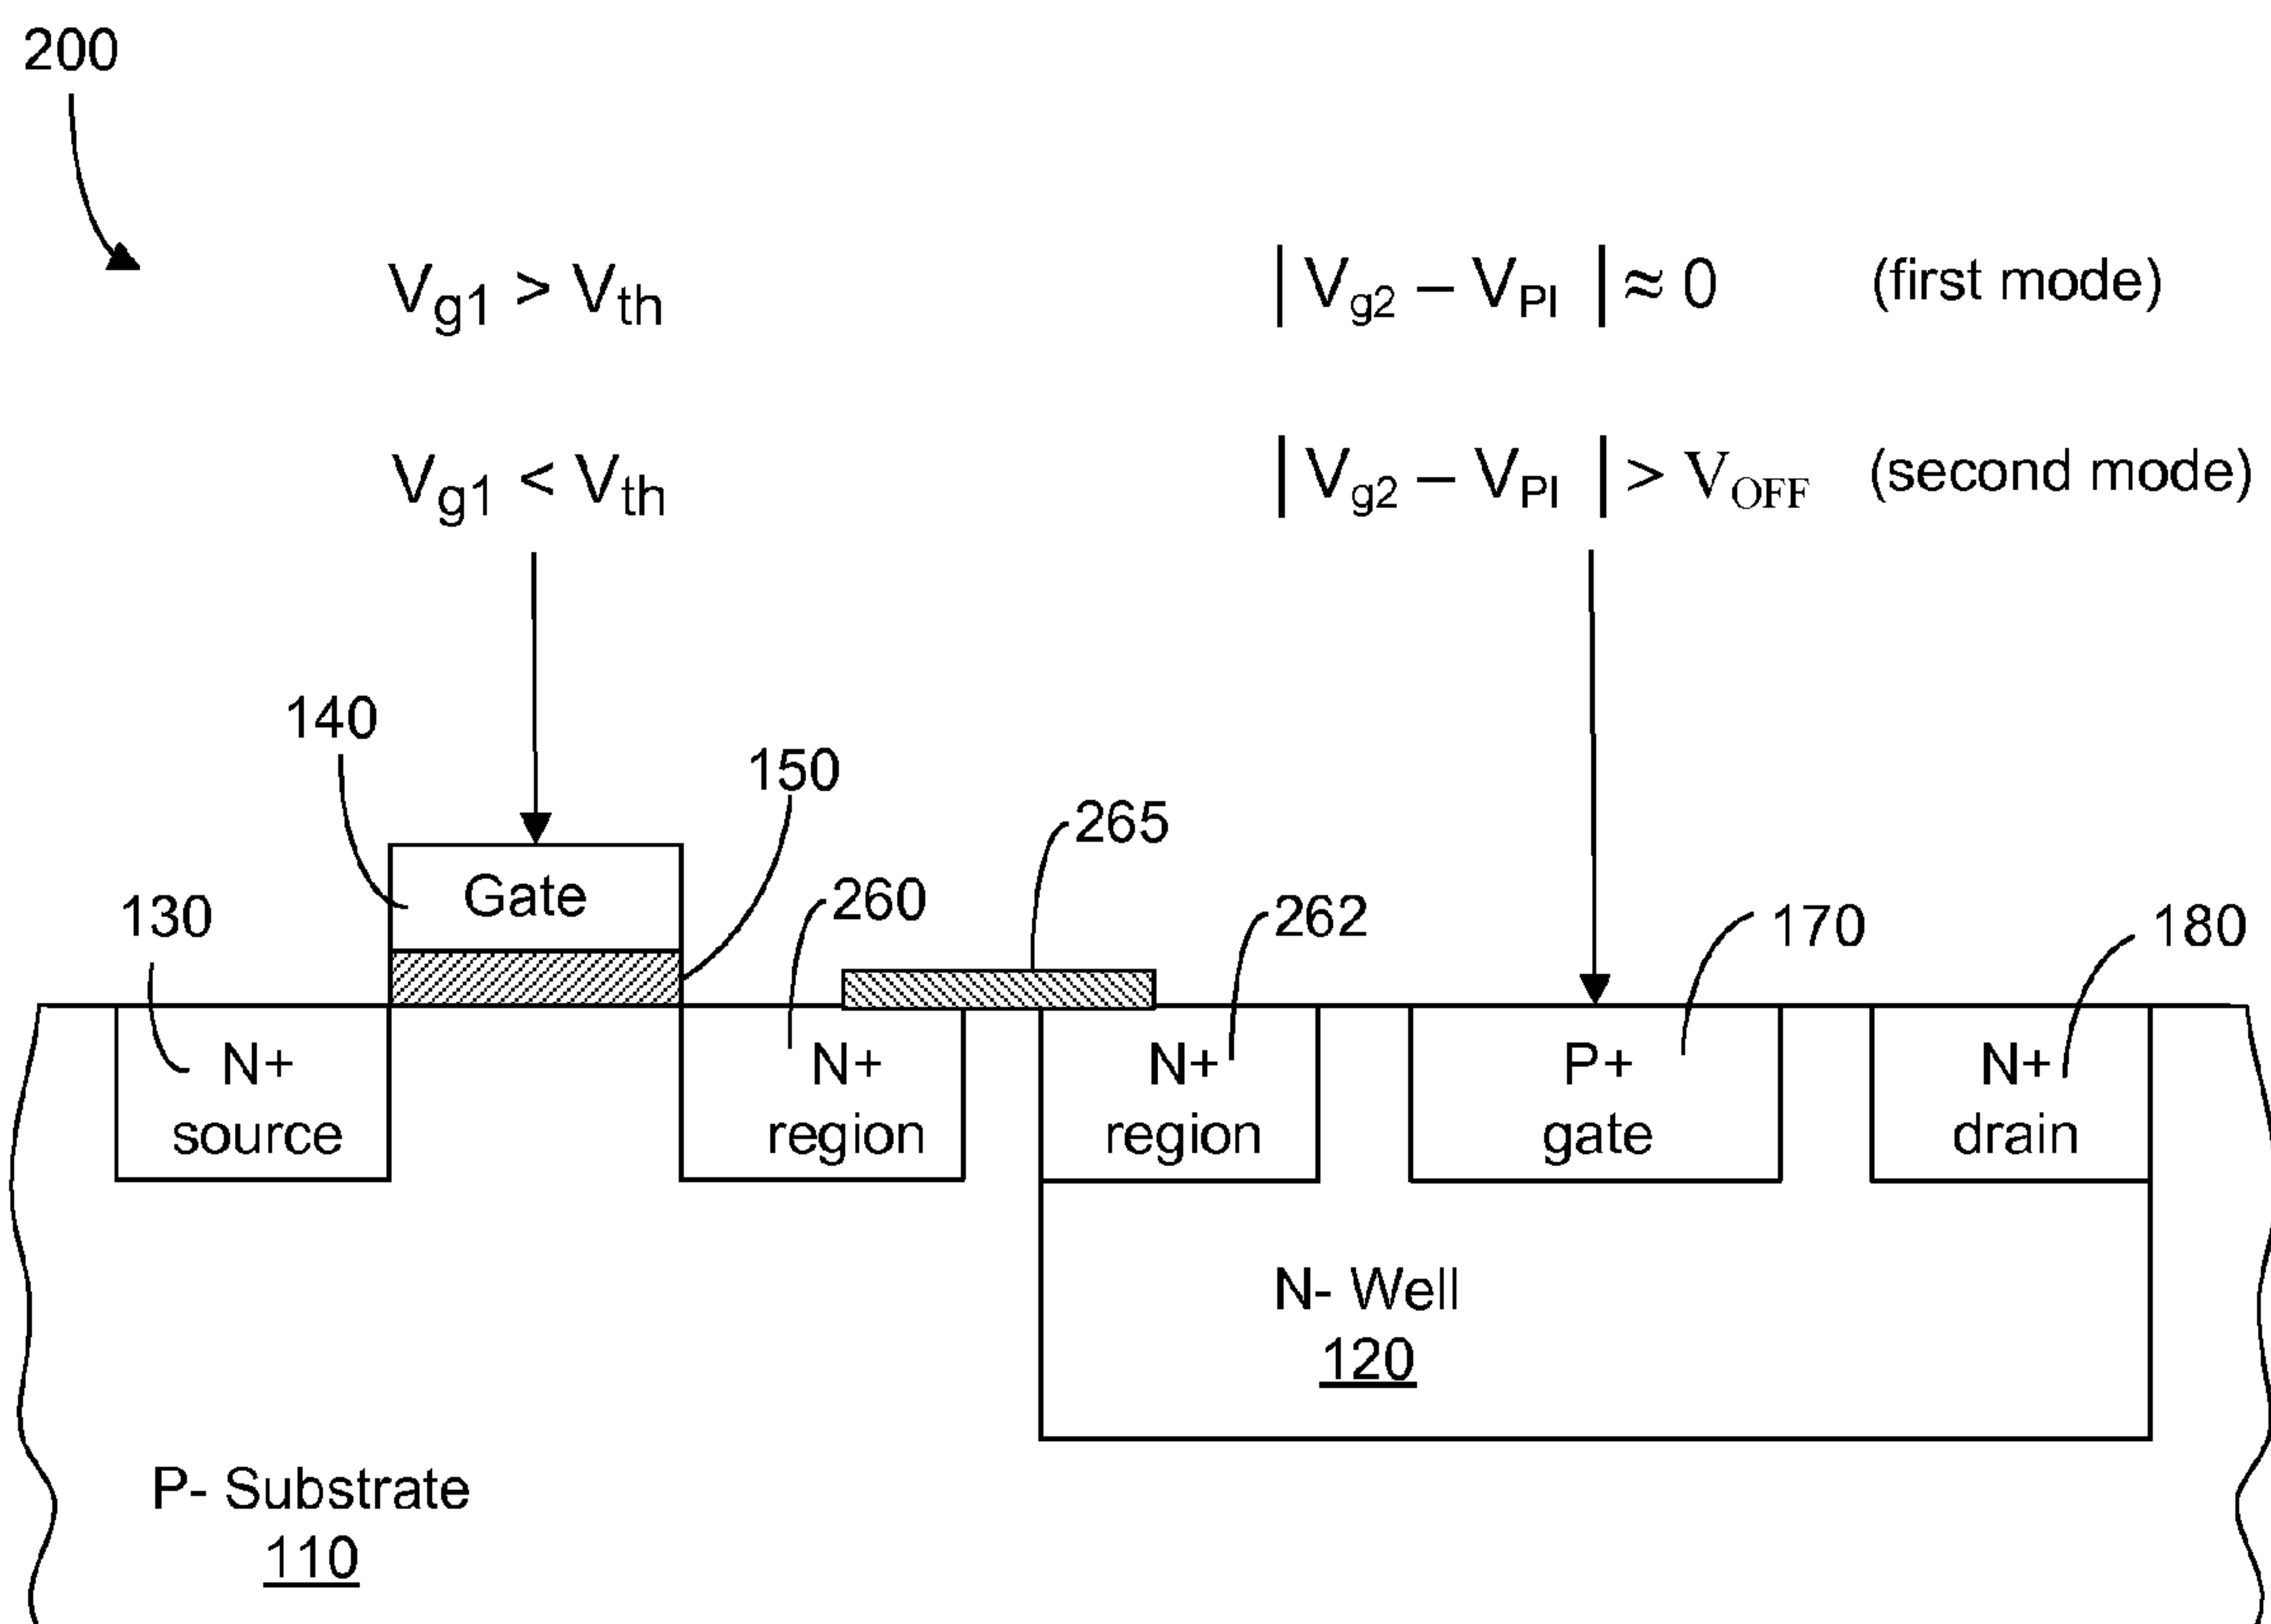 200
Vg1 > Vth
| Vg2 – VPI | ≈ 0 (first mode)
Vg1 < Vth
| Vg2 – VPI | > VOFF (second mode)
140
150
265
130
Gate
260
262
170
180
N+
source
N+
region
N+
region
P+
gate
N+
drain
N- Well
120
P- Substrate
110